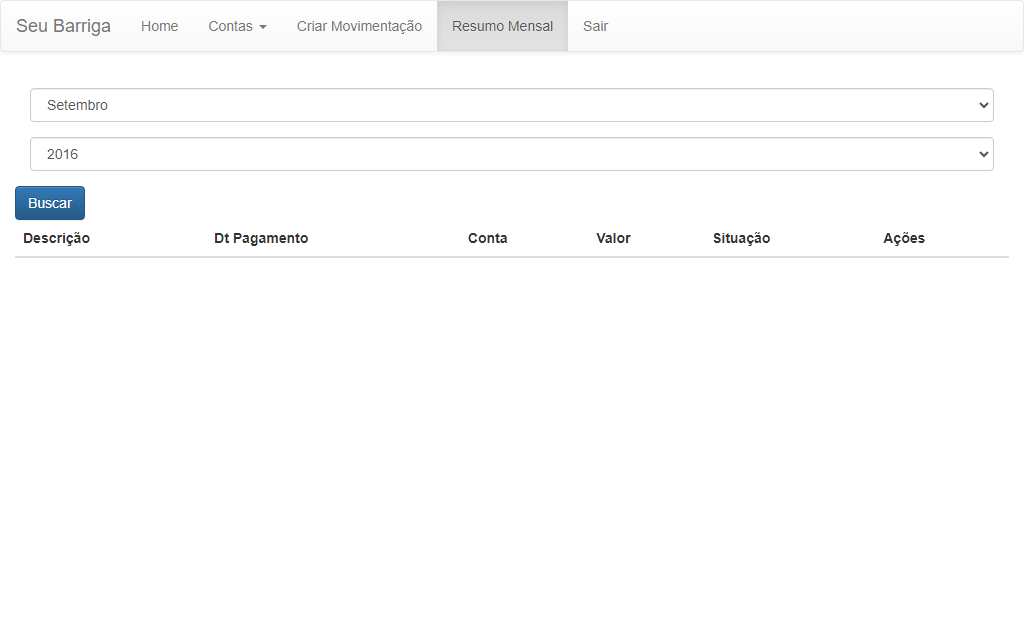 Seu Barriga Home Contas Criar Movimentação Resumo Mensal Sair
Setembro
2016
Buscar
Descrição Dt Pagamento Conta Valor Situação Ações